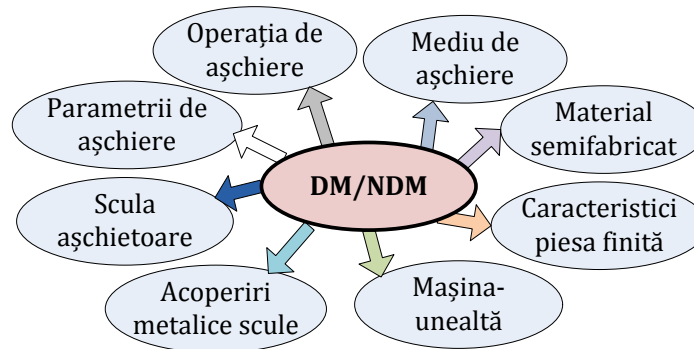 Operația de
așchiere
Mediu de
așchiere
Parametrii de
așchiere
Material
semifabricat
DM/NDM
Scula
așchietoare
Caracteristici
piesa finită
Acoperiri
metalice scule
Mașina-
unealtă